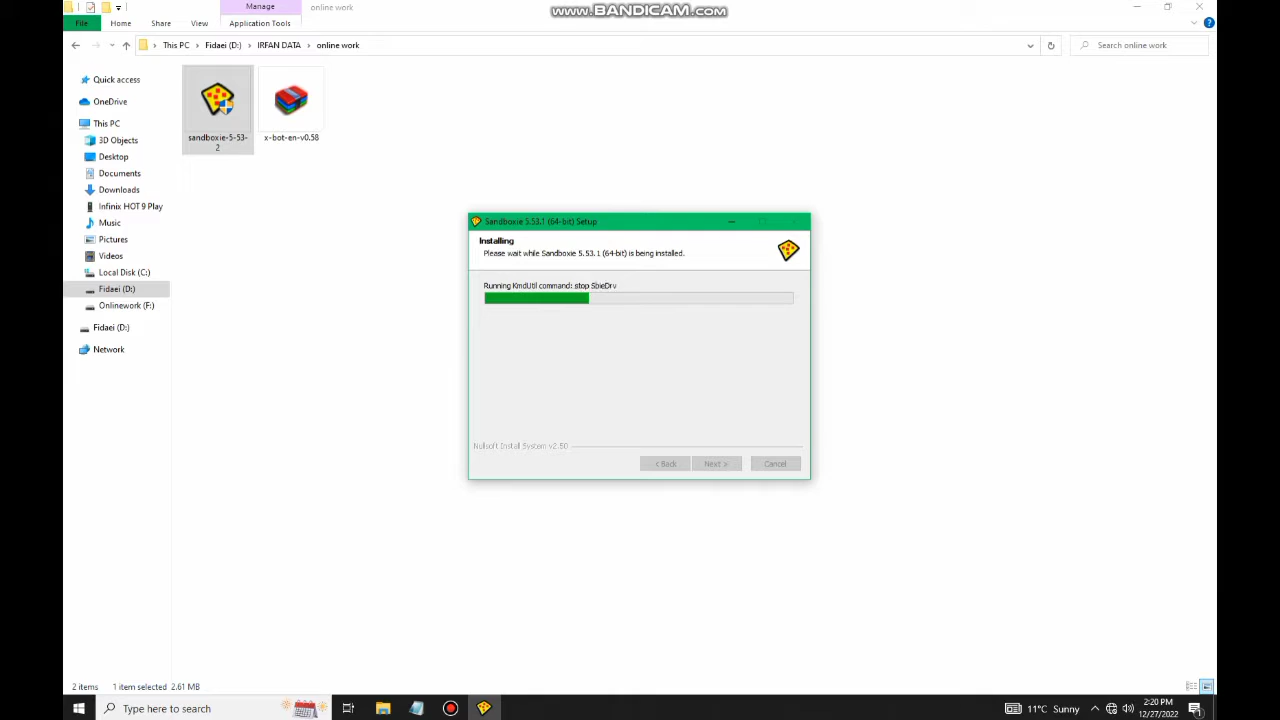 Manage
online work
www.BANDICAM.com
File
Home
Share
View
Application Tools
This PC
Fidaei (D:)
IRFAN DATA
online work
Search online work
Quick access
OneDrive
This PC
3D Objects
Desktop
Documents
Downloads
Infinix HOT 9 Play
Music
Pictures
Videos
Local Disk (C:)
Fidaei (D:)
Onlinework (F:)
Fidaei (D:)
Network
sandboxie-5-53-
2
x-bot-en-v0.58
Sandboxie 5.53.1 (64-bit) Setup
Installing
Please wait while Sandboxie 5.53.1 (64-bit) is being installed.
Running KmdUtil command: stop SbieDrv
Nullsoft Install System v2.50
< Back
Next >
Cancel
2 items
1 item selected 2.61 MB
Type here to search
11°C Sunny
2:20 PM
12/27/2022
1